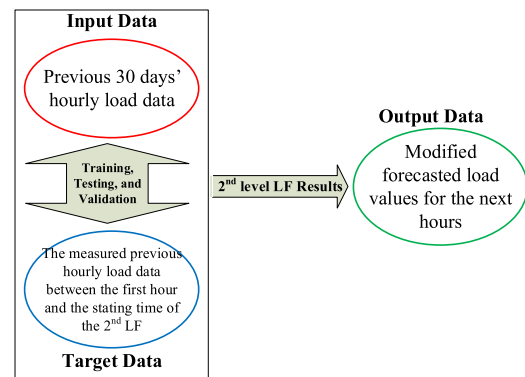 Input Data
Previous 30 days’
hourly load data
Training,
Testing, and
Validation
The measured previous
hourly load data
between the first hour
and the stating time of
the 2nd LF
Target Data
2nd level LF Results
Output Data
Modified
forecasted load
values for the next
hours